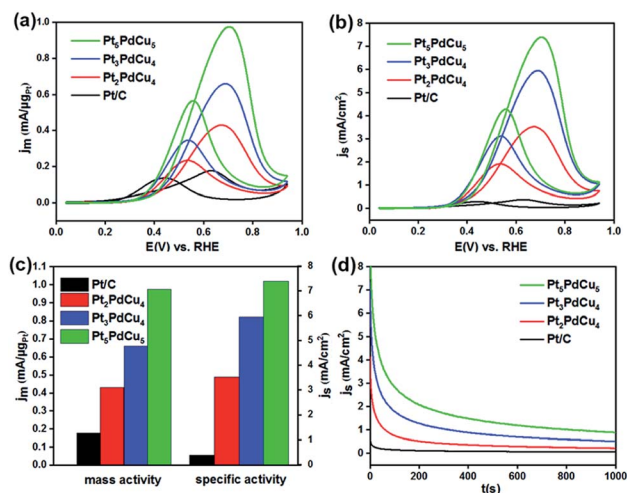 (a)
1.0
0.8
0.6
0.4
0.2
0.0
jm (mA/μgPt)
Pt5PdCu5
Pt3PdCu4
Pt2PdCu4
Pt/C
0.0 0.2 0.4 0.6 0.8 1.0
E(V) vs. RHE
(b)
8
7
6
5
4
3
2
1
0
js (mA/cm²)
Pt5PdCu5
Pt3PdCu4
Pt2PdCu4
Pt/C
0.0 0.2 0.4 0.6 0.8 1.0
E(V) vs. RHE
(c)
1.1
1.0
0.9
0.8
0.7
0.6
0.5
0.4
0.3
0.2
0.1
0.0
jm (mA/μgPt)
Pt/C
Pt2PdCu4
Pt3PdCu4
Pt5PdCu5
8
7
6
5
4
3
2
1
0
js (mA/cm²)
mass activity specific activity
(d)
8
7
6
5
4
3
2
1
0
js (mA/cm²)
Pt5PdCu5
Pt3PdCu4
Pt2PdCu4
Pt/C
0 200 400 600 800 1000
t(s)